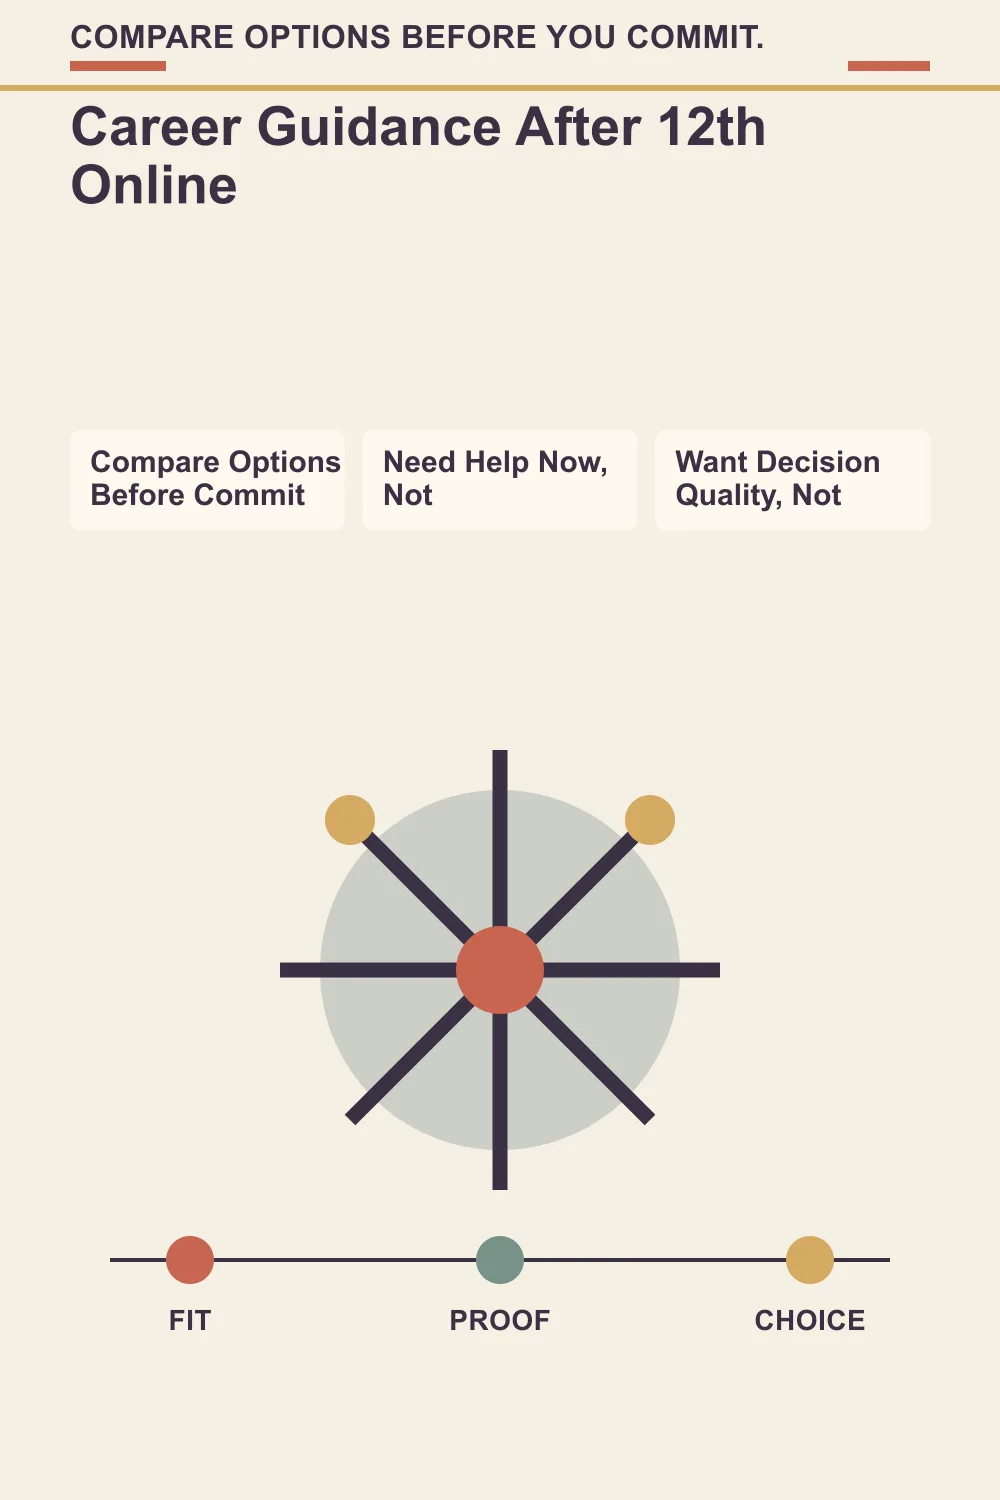 COMPARE OPTIONS BEFORE YOU COMMIT.
Career Guidance After 12th
Online
Compare Options
Before Commit
Need Help Now,
Not
Want Decision
Quality, Not
FIT
PROOF
CHOICE